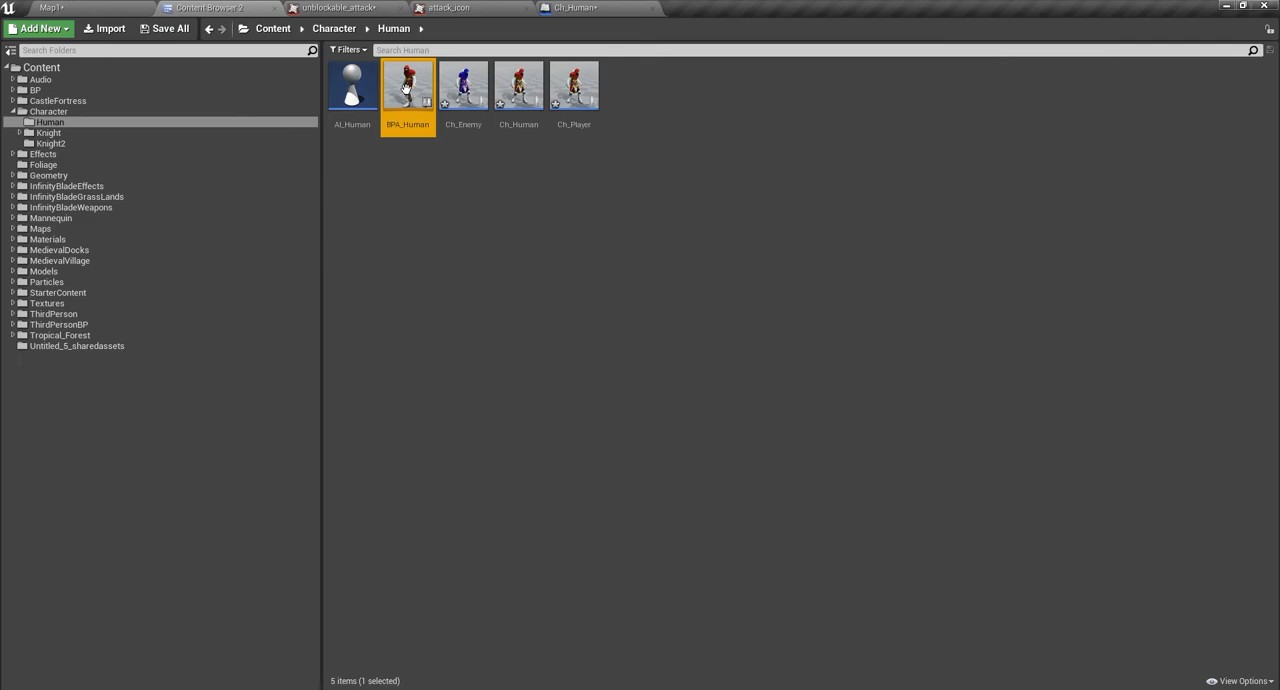 Map1*
Content Browser 2
unblockable_attack*
attack_icon
Ch_Human*
Add New
Import
Save All
Content
Character
Human
Search Folders
Filters
Search Human
Content
Audio
BP
CastleFortress
Character
Human
Knight
Knight2
Effects
Foliage
Geometry
InfinityBladeEffects
InfinityBladeGrassLands
InfinityBladeWeapons
Mannequin
Maps
Materials
MedievalDocks
MedievalVillage
Models
Particles
StarterContent
Textures
ThirdPerson
ThirdPersonBP
Tropical_Forest
Untitled_5_sharedassets
AI_Human
BPA_Human
Ch_Enemy
Ch_Human
Ch_Player
5 items (1 selected)
View Options